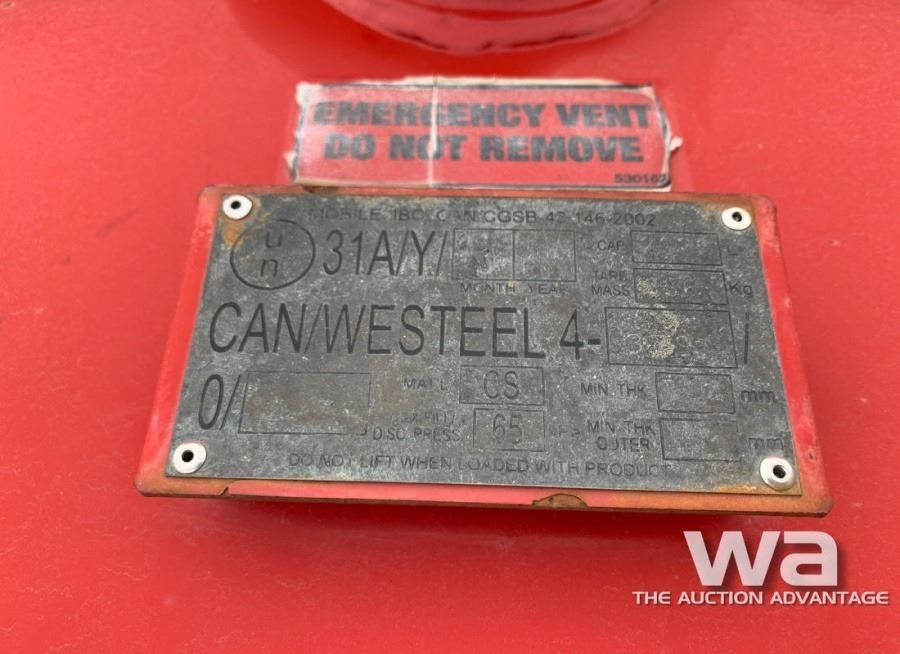 EMERGENCY VENT
DO NOT REMOVE
MOBILE IBC: CAN/CGSB 43.146-2002
un 31A/Y/ CAP.
MONTH YEAR TARE MASS Kg
CAN/WESTEEL 4- /
0/ MAT'L CS MIN. THK mm
DISC. PRESS. 65 MIN. THK OUTER mm
DO NOT LIFT WHEN LOADED WITH PRODUCT
wa
THE AUCTION ADVANTAGE